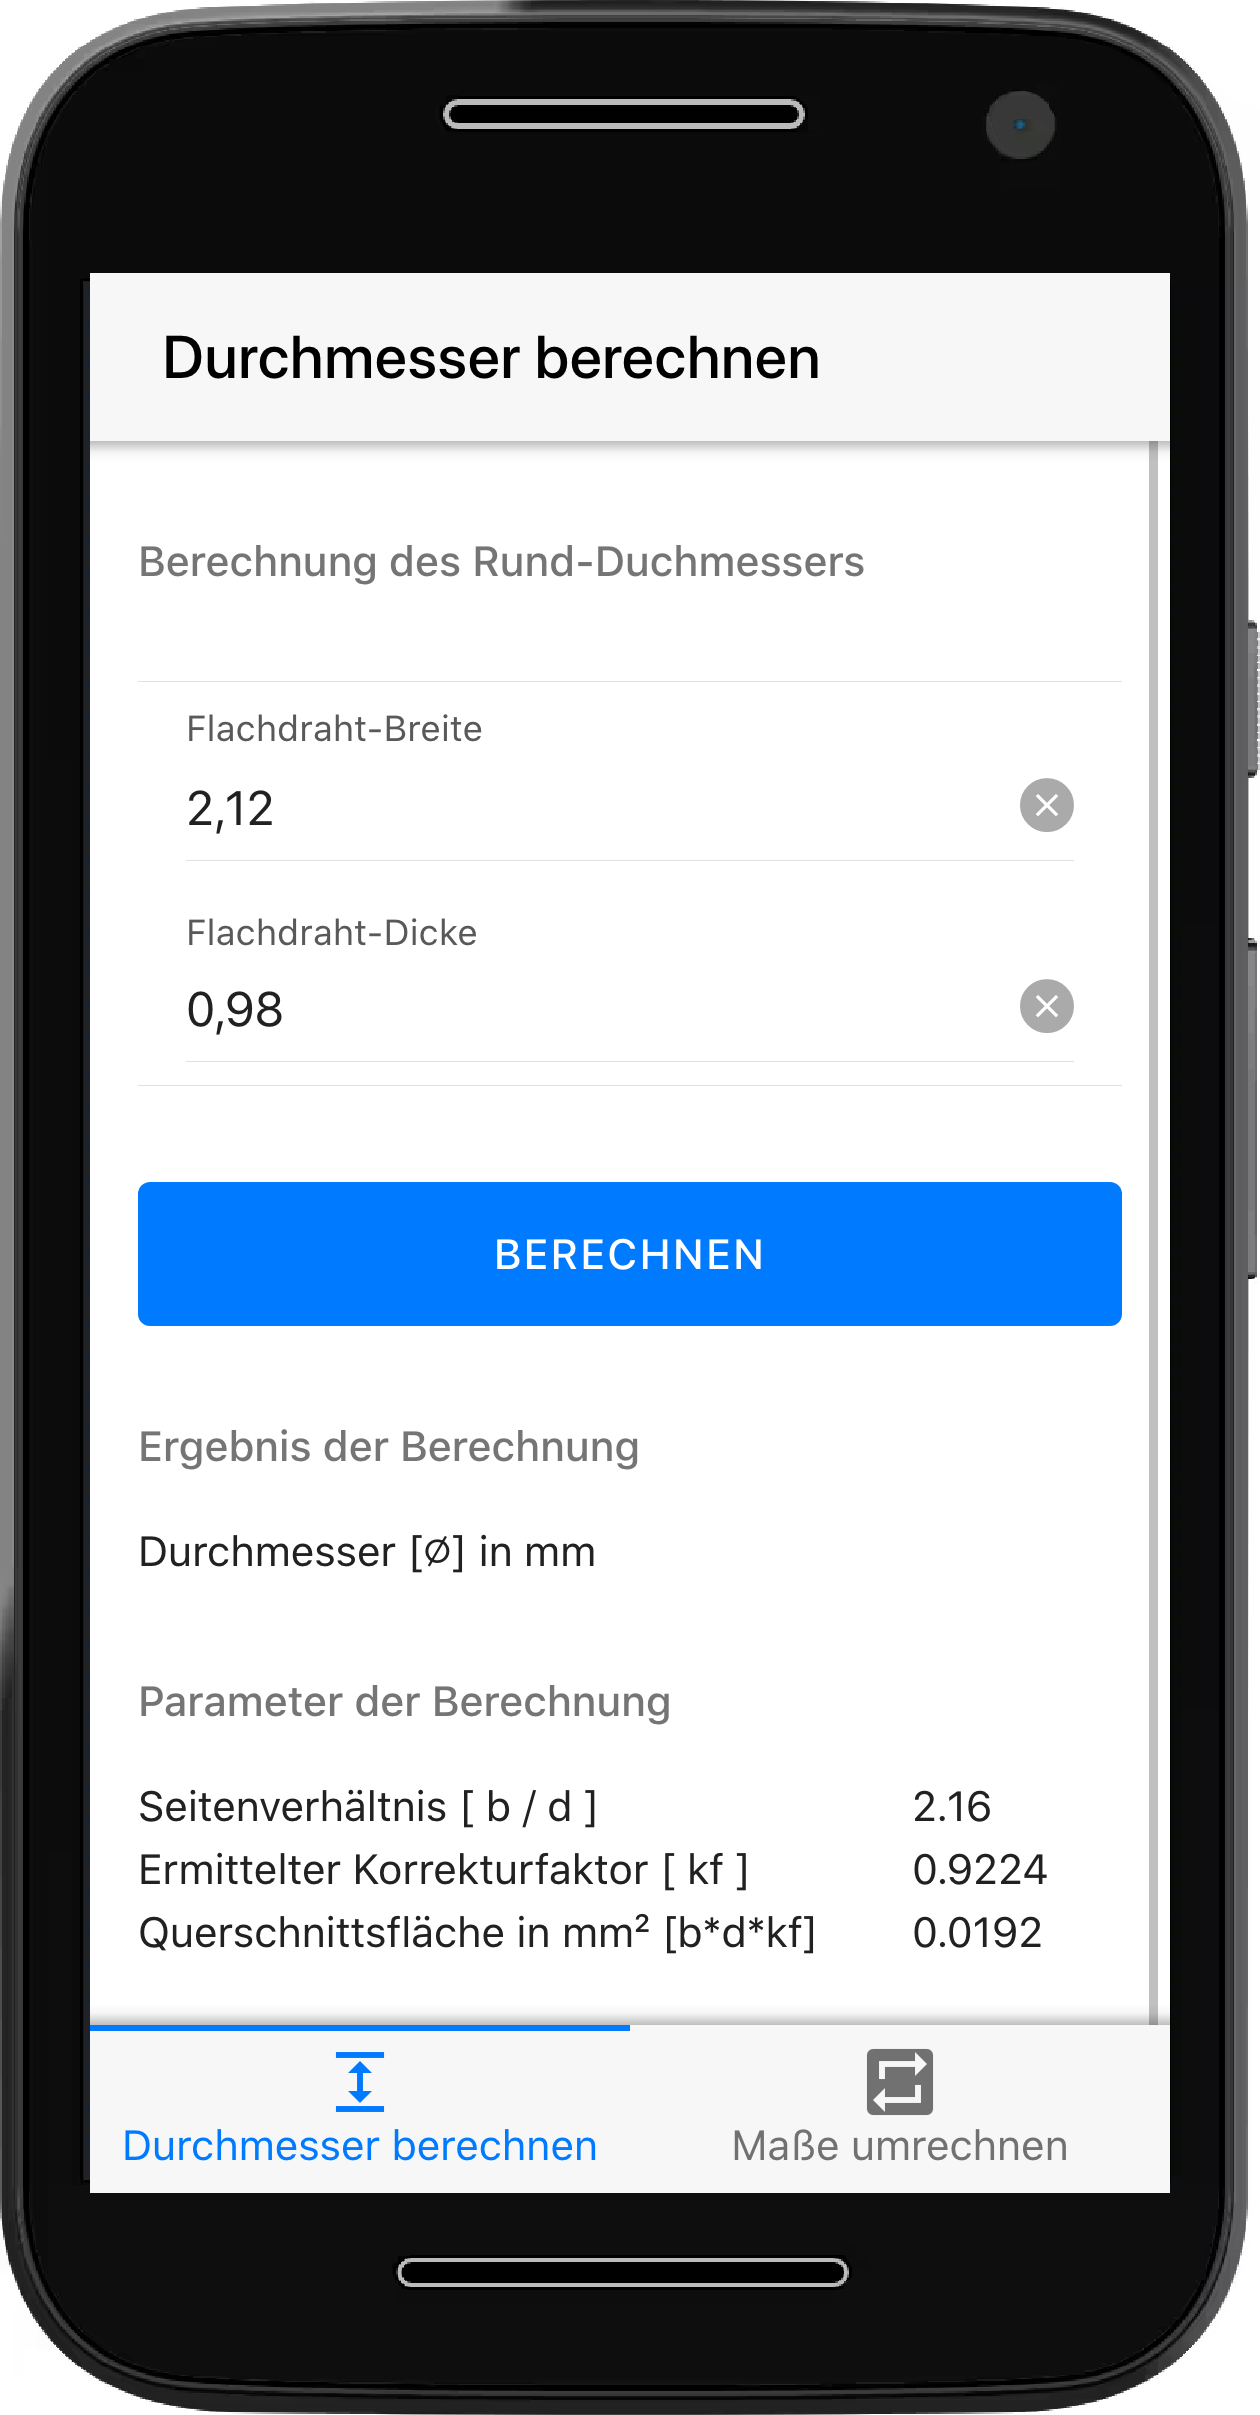 Durchmesser berechnen
Berechnung des Rund-Duchmessers
Flachdraht-Breite
2,12
Flachdraht-Dicke
0,98
BERECHNEN
Ergebnis der Berechnung
Durchmesser [∅] in mm
Parameter der Berechnung
Seitenverhältnis [ b / d ] 2.16
Ermittelter Korrekturfaktor [ kf ] 0.9224
Querschnittsfläche in mm² [b*d*kf] 0.0192
Durchmesser berechnen
Maße umrechnen